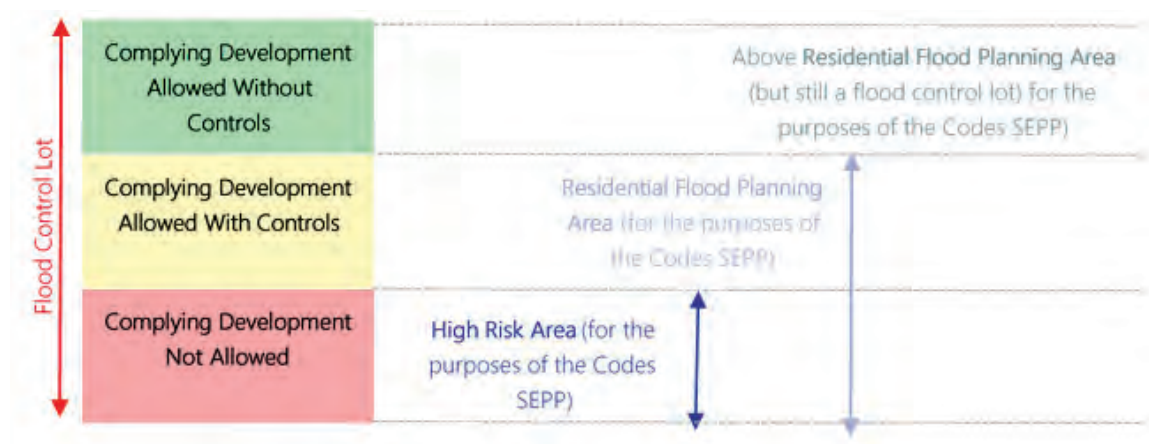 Flood Control Lot
Complying Development
Allowed Without
Controls
Above Residential Flood Planning Area
(but still a flood control lot) for the
purposes of the Codes SEPP)
Complying Development
Allowed With Controls
Residential Flood Planning
Area (for the purposes of
the Codes SEPP)
Complying Development
Not Allowed
High Risk Area (for the
purposes of the Codes
SEPP)